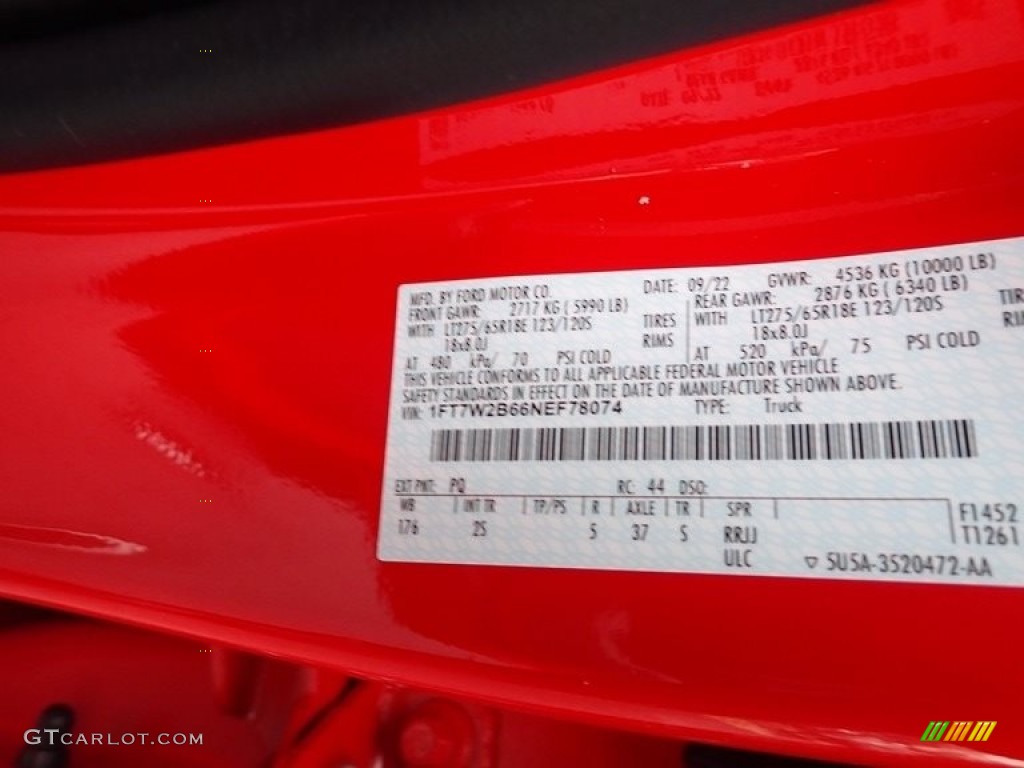 MFD. BY FORD MOTOR CO. DATE: 09/22 GVWR: 4536 KG (10000 LB)
FRONT GAWR: 2717 KG ( 5990 LB) REAR GAWR: 2876 KG ( 6340 LB)
WITH LT275/65R18E 123/120S TIRES WITH LT275/65R18E 123/120S TIRE
18x8.0J RIMS 18x8.0J
AT 480 kPa/ 70 PSI COLD AT 520 kPa/ 75 PSI COLD
THIS VEHICLE CONFORMS TO ALL APPLICABLE FEDERAL MOTOR VEHICLE
SAFETY STANDARDS IN EFFECT ON THE DATE OF MANUFACTURE SHOWN ABOVE.
VIN: 1FT7W2B66NEF78074 TYPE: Truck
EXT PNT: PQ RC: 44 DSO:
WB INT TR TP/PS R AXLE TR SPR F1452
176 2S 5 37 S RRJJ T1261
ULC 5U5A-3520472-AA
GTCARLOT.COM